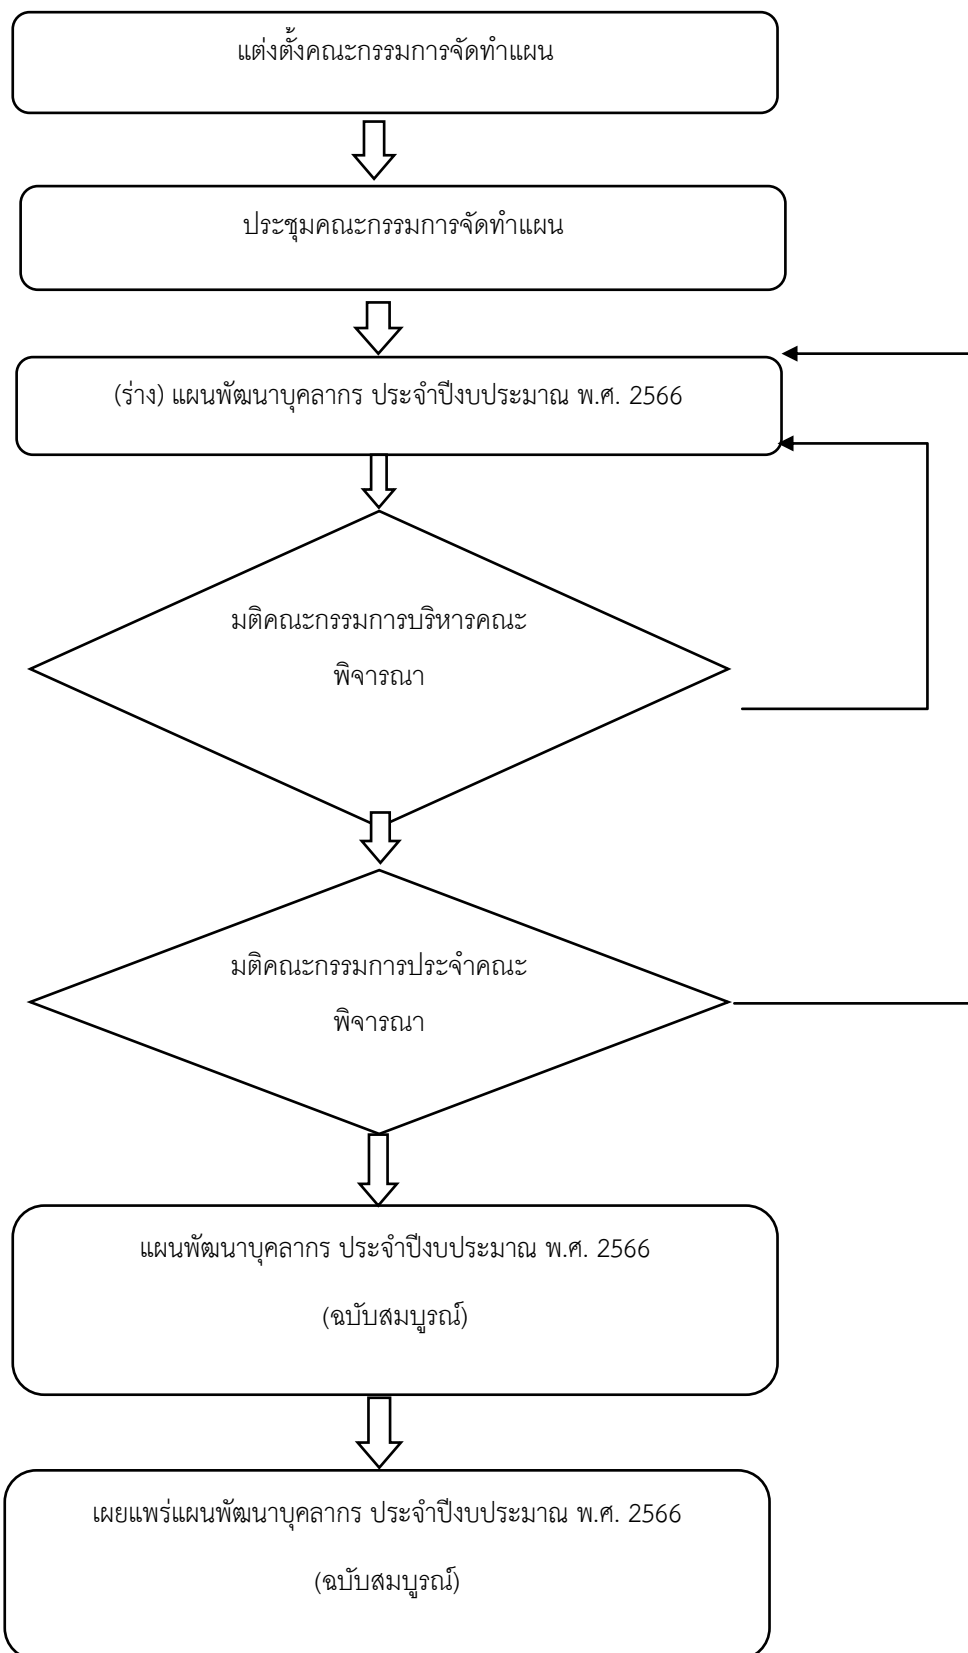 แต่งตั้งคณะกรรมการจัดทำแผน
ประชุมคณะกรรมการจัดทำแผน
(ร่าง) แผนพัฒนาบุคลากร ประจำปีงบประมาณ พ.ศ. 2566
มติคณะกรรมการบริหารคณะ
พิจารณา
มติคณะกรรมการประจำคณะ
พิจารณา
แผนพัฒนาบุคลากร ประจำปีงบประมาณ พ.ศ. 2566
(ฉบับสมบูรณ์)
เผยแพร่แผนพัฒนาบุคลากร ประจำปีงบประมาณ พ.ศ. 2566
(ฉบับสมบูรณ์)